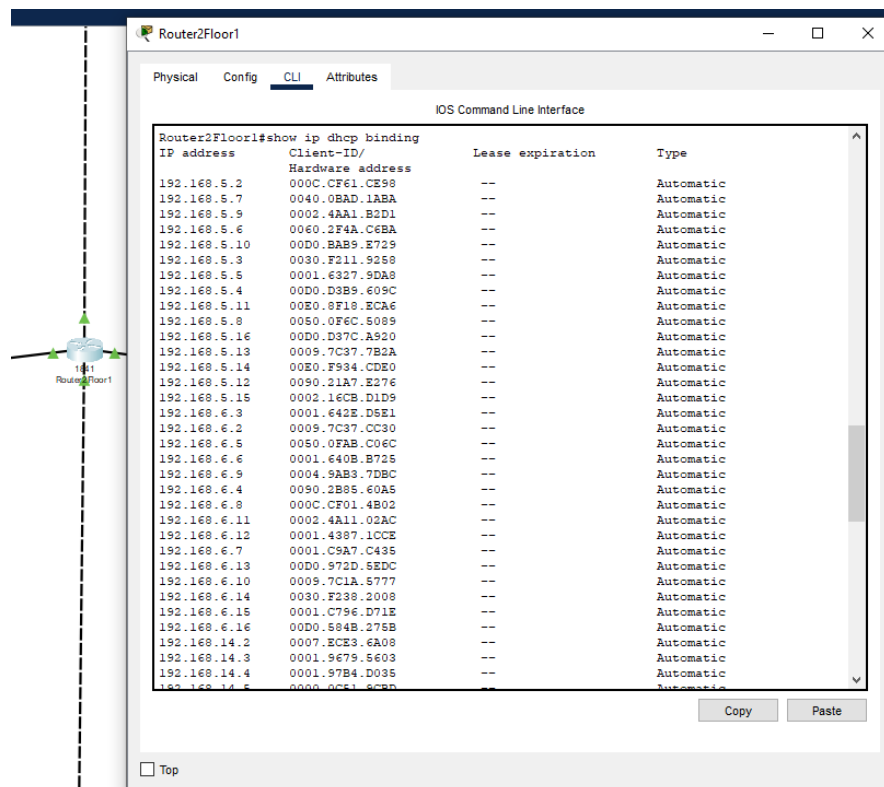 Router2Floor1
Physical Config CLI Attributes
IOS Command Line Interface
Router2Floor1#show ip dhcp binding
IP address Client-ID/ Lease expiration Type
Hardware address
192.168.5.2 000C.CF61.CE98 -- Automatic
192.168.5.7 0040.0BAD.1ABA -- Automatic
192.168.5.9 0002.4AA1.B2D1 -- Automatic
192.168.5.6 0060.2F4A.C6BA -- Automatic
192.168.5.10 00D0.BAB9.E729 -- Automatic
192.168.5.3 0030.F211.9258 -- Automatic
192.168.5.5 0001.6327.9DA8 -- Automatic
192.168.5.4 00D0.D3B9.609C -- Automatic
192.168.5.11 00E0.8F18.ECA6 -- Automatic
192.168.5.8 0050.0F6C.5089 -- Automatic
192.168.5.16 00D0.D37C.A920 -- Automatic
192.168.5.13 0009.7C37.7B2A -- Automatic
192.168.5.14 00E0.F934.CDE0 -- Automatic
192.168.5.12 0090.21A7.E276 -- Automatic
192.168.5.15 0002.16CB.D1D9 -- Automatic
192.168.6.3 0001.642E.D5E1 -- Automatic
192.168.6.2 0009.7C37.CC30 -- Automatic
192.168.6.5 0050.0FAB.C06C -- Automatic
192.168.6.6 0001.640B.B725 -- Automatic
192.168.6.9 0004.9AB3.7DBC -- Automatic
192.168.6.4 0090.2B85.60A5 -- Automatic
192.168.6.8 000C.CF01.4B02 -- Automatic
192.168.6.11 0002.4A11.02AC -- Automatic
192.168.6.12 0001.4387.1CCE -- Automatic
192.168.6.7 0001.C9A7.C435 -- Automatic
192.168.6.13 00D0.972D.5EDC -- Automatic
192.168.6.10 0009.7C1A.5777 -- Automatic
192.168.6.14 0030.F238.2008 -- Automatic
192.168.6.15 0001.C796.D71E -- Automatic
192.168.6.16 00D0.584B.275B -- Automatic
192.168.14.2 0007.ECE3.6A08 -- Automatic
192.168.14.3 0001.9679.5603 -- Automatic
192.168.14.4 0001.97B4.D035 -- Automatic
192.168.14.5 -- Automatic
Copy Paste
Top
1841
Router2Floor1